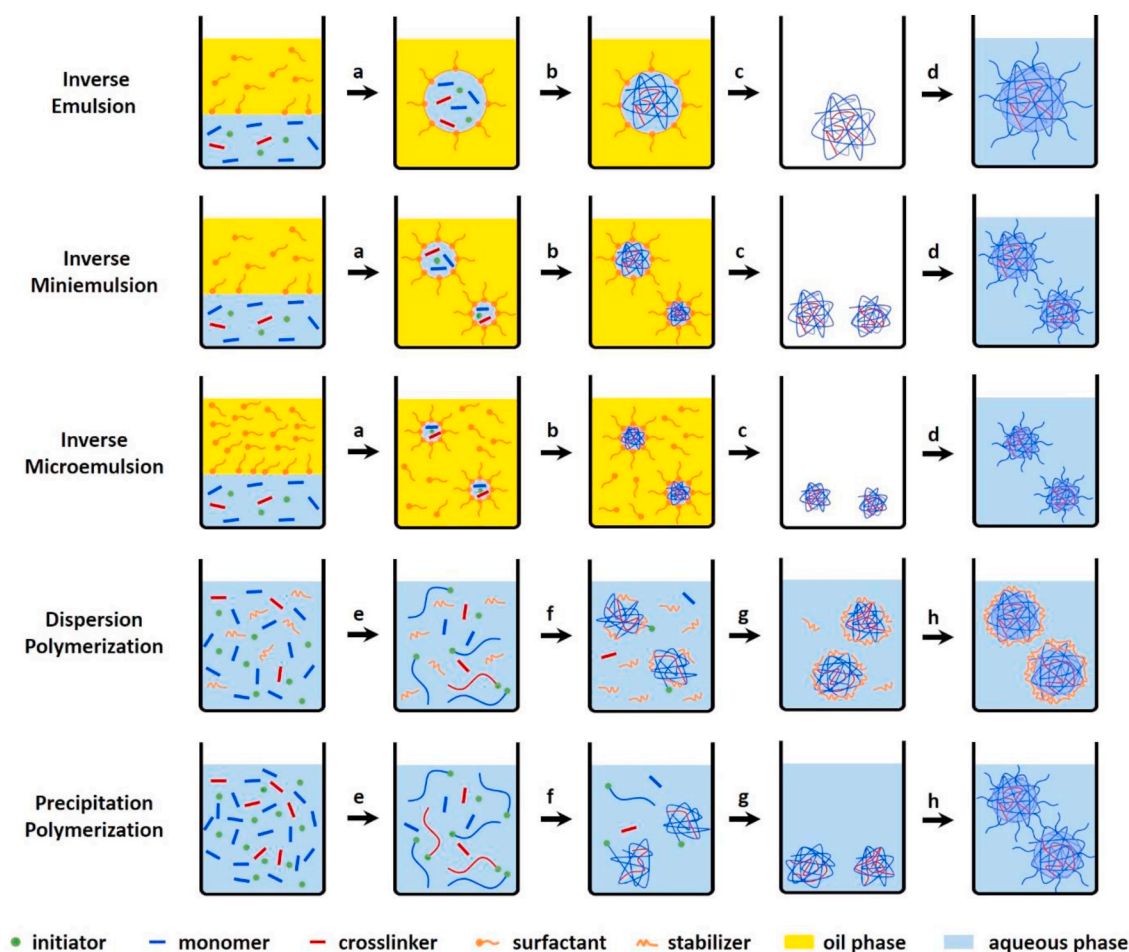 Inverse
Emulsion
a
b
c
d
Inverse
Miniemulsion
a
b
c
d
Inverse
Microemulsion
a
b
c
d
Dispersion
Polymerization
e
f
g
h
Precipitation
Polymerization
e
f
g
h
initiator monomer crosslinker surfactant stabilizer oil phase aqueous phase